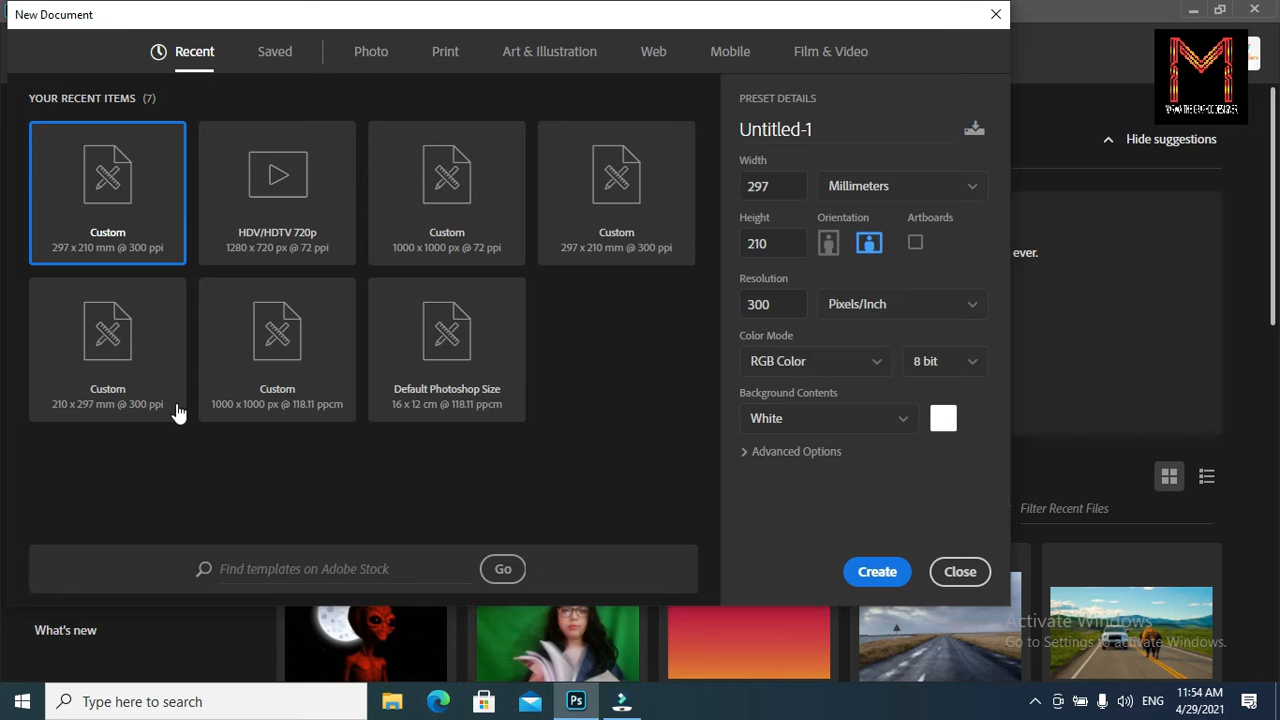 New Document
Recent
Saved
Photo
Print
Art & Illustration
Web
Mobile
Film & Video
YOUR RECENT ITEMS (7)
Custom
297 x 210 mm @ 300 ppi
HDV/HDTV 720p
1280 x 720 px @ 72 ppi
Custom
1000 x 1000 px @ 72 ppi
Custom
297 x 210 mm @ 300 ppi
Custom
210 x 297 mm @ 300 ppi
Custom
1000 x 1000 px @ 118.11 ppcm
Default Photoshop Size
16 x 12 cm @ 118.11 ppcm
Find templates on Adobe Stock
Go
PRESET DETAILS
Untitled-1
Width
297
Millimeters
Height
Orientation
Artboards
210
Resolution
300
Pixels/Inch
Color Mode
RGB Color
8 bit
Background Contents
White
Advanced Options
Create
Close
M
Hide suggestions
ever.
Filter Recent Files
What's new
Activate Windows
Go to Settings to activate Windows.
Type here to search
Ps
ENG
11:54 AM
4/29/2021